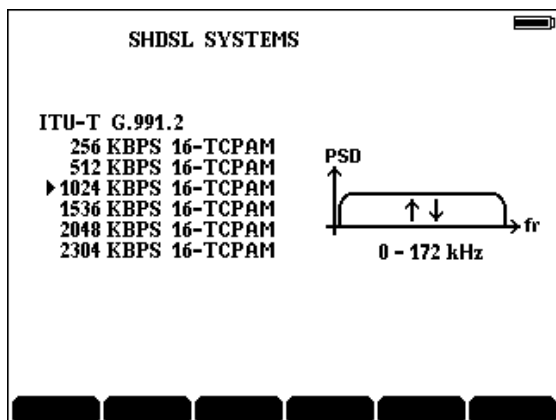 SHDSL SYSTEMS
ITU-T G.991.2
256 KBPS 16-TCPAM
512 KBPS 16-TCPAM
1024 KBPS 16-TCPAM
1536 KBPS 16-TCPAM
2048 KBPS 16-TCPAM
2304 KBPS 16-TCPAM
PSD
fr
0 - 172 kHz